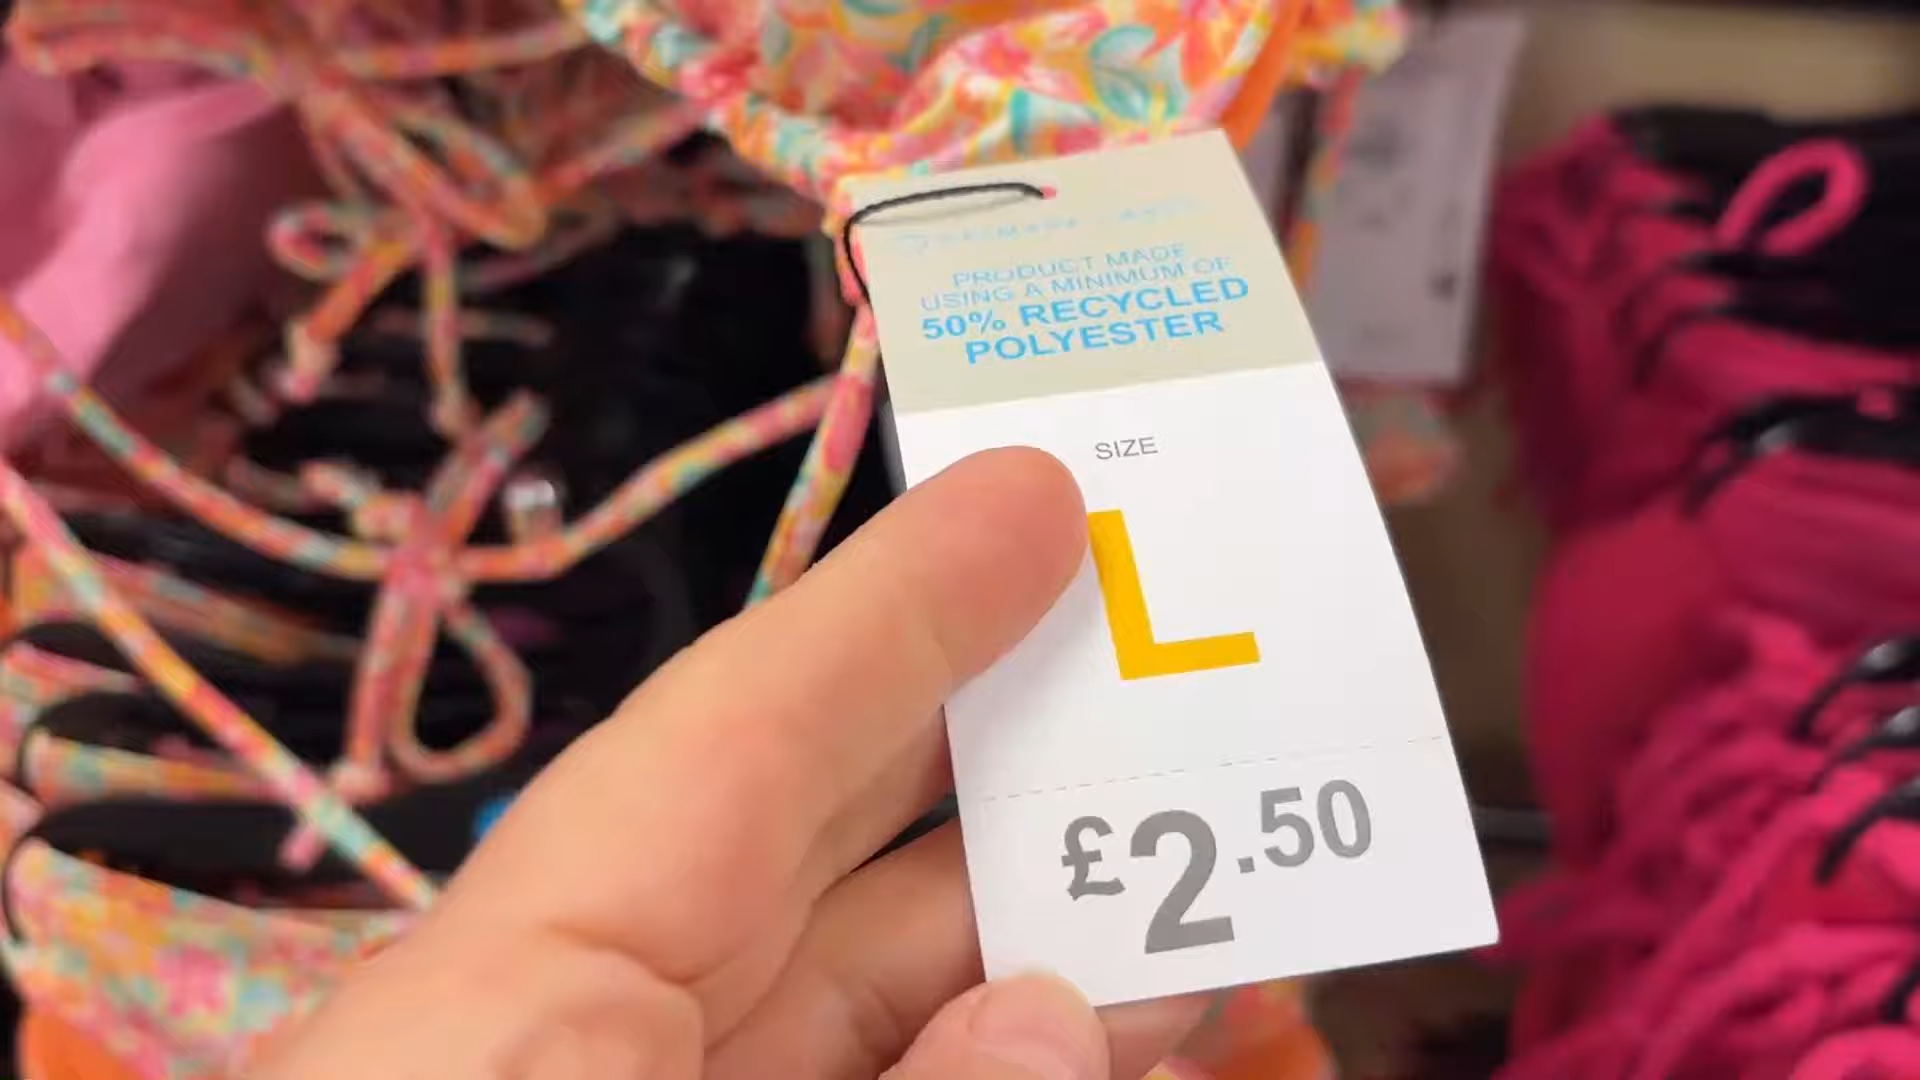 PRODUCT MADE
USING A MINIMUM OF
50% RECYCLED
POLYESTER
SIZE
L
£2.50